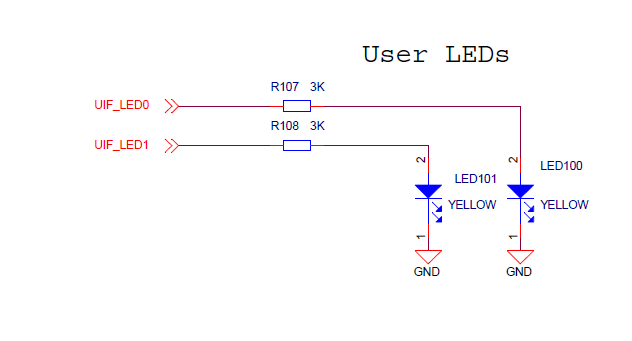 User LEDs
R107 3K
UIF_LED0
R108 3K
UIF_LED1
2
2
LED100
LED101
YELLOW
YELLOW
1
1
GND
GND